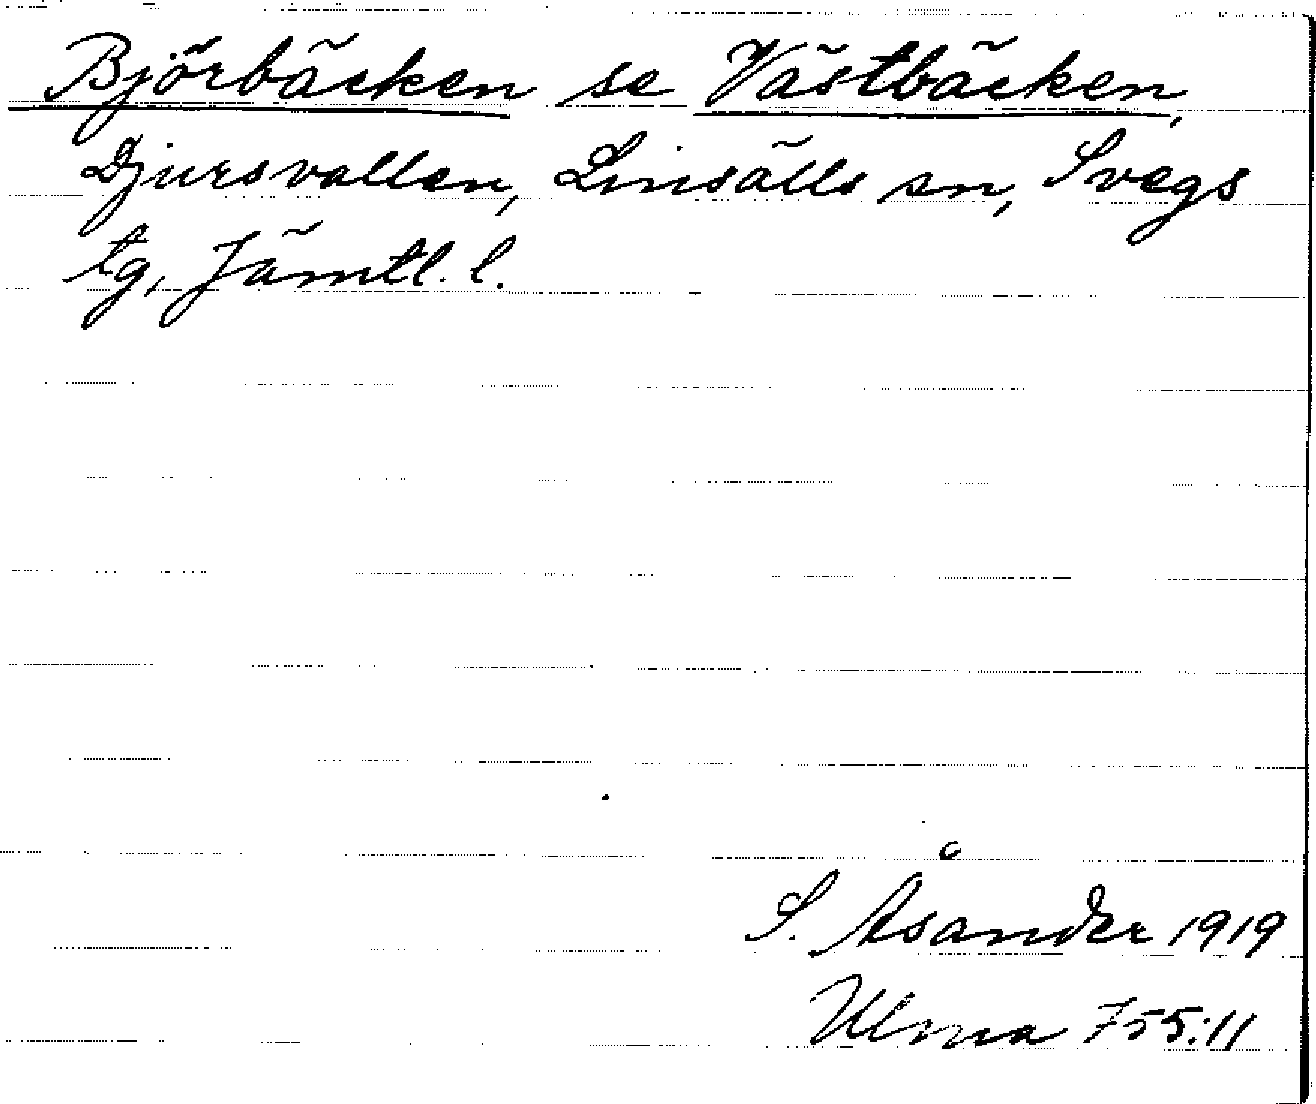 Björbäcken se Västbäcken,
Djursvallen, Linsälls sn, Svegs
tg, Jämtl. l.
S. Åsander 1919
Ulma 755:11